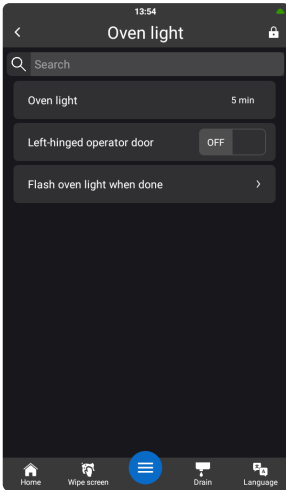 13:54
Oven light
Search
Oven light 5 min
Left-hinged operator door OFF
Flash oven light when done
Home Wipe screen Drain Language